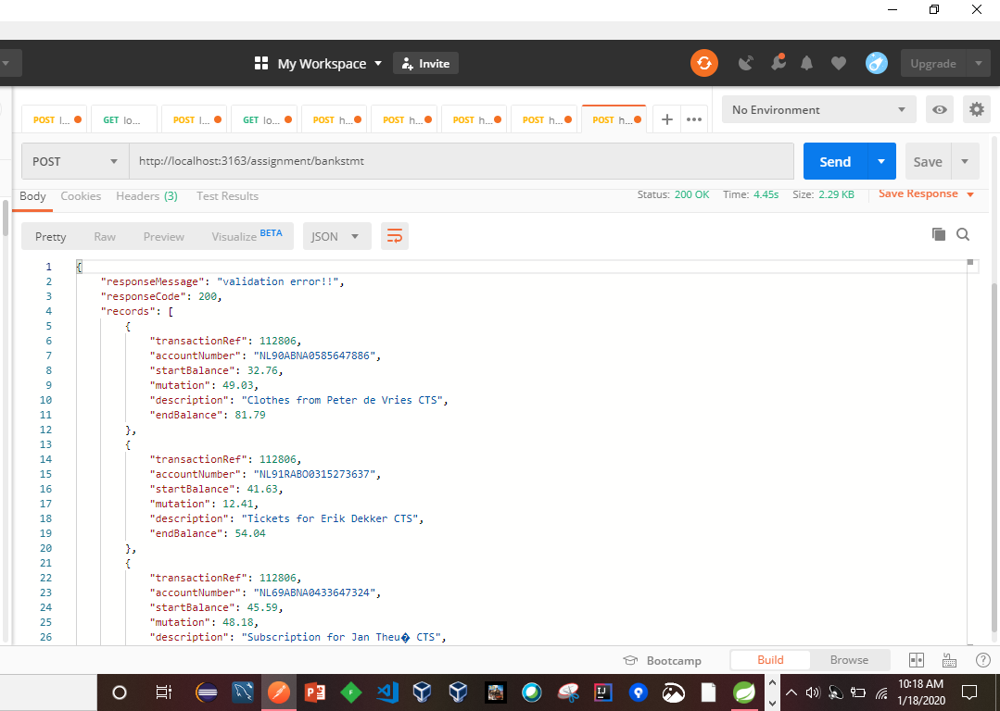 My Workspace
Invite
Upgrade
POST l...
GET lo...
POST l...
GET lo...
POST h...
POST h...
POST h...
POST h...
POST h...
No Environment
POST
http://localhost:3163/assignment/bankstmt
Send
Save
Body Cookies Headers (3) Test Results
Status: 200 OK Time: 4.45s Size: 2.29 KB
Save Response
Pretty Raw Preview Visualize BETA
JSON
1 {
2 "responseMessage": "validation error!!",
3 "responseCode": 200,
4 "records": [
5 {
6 "transactionRef": 112806,
7 "accountNumber": "NL90ABNA0585647886",
8 "startBalance": 32.76,
9 "mutation": 49.03,
10 "description": "Clothes from Peter de Vries CTS",
11 "endBalance": 81.79
12 },
13 {
14 "transactionRef": 112806,
15 "accountNumber": "NL91RABO0315273637",
16 "startBalance": 41.63,
17 "mutation": 12.41,
18 "description": "Tickets for Erik Dekker CTS",
19 "endBalance": 54.04
20 },
21 {
22 "transactionRef": 112806,
23 "accountNumber": "NL69ABNA0433647324",
24 "startBalance": 45.59,
25 "mutation": 48.18,
26 "description": "Subscription for Jan Theu� CTS",
Bootcamp
Build
Browse
10:18 AM
1/18/2020